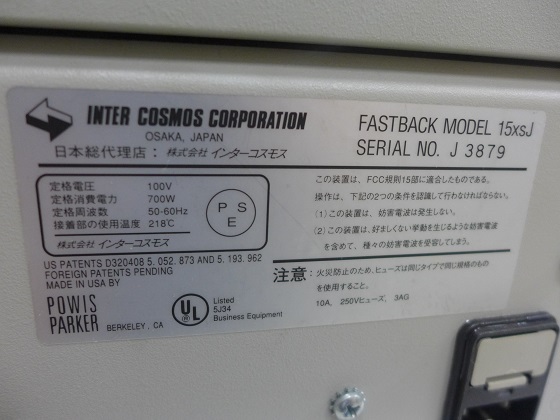 INTER COSMOS CORPORATION
OSAKA, JAPAN
日本総代理店： 株式会社 インターコスモス
FASTBACK MODEL 15xsJ
SERIAL NO. J 3879
定格電圧 100V
定格消費電力 700W
定格周波数 50-60Hz
接着部の使用温度 218℃
株式会社 インターコスモス
P S
E
この装置は、FCC規則15部に適合したものである。
操作は、下記の2つの条件を認識して行わなければならない。
(1)この装置は、妨害電波は発生しない。
(2)この装置は、好ましくない挙動を生じるような妨害電波
を含めて、種々の妨害電波を受容してしまう。
US PATENTS D320408 5. 052. 873 AND 5. 193. 962
FOREIGN PATENTS PENDING
MADE IN USA BY
POWIS
PARKER
BERKELEY, CA
UL
Listed
5J34
Business Equipment
注意： 火災防止のため、ヒューズは同じタイプで同じ規格のもの
を使用すること。
10A, 250Vヒューズ, 3AG